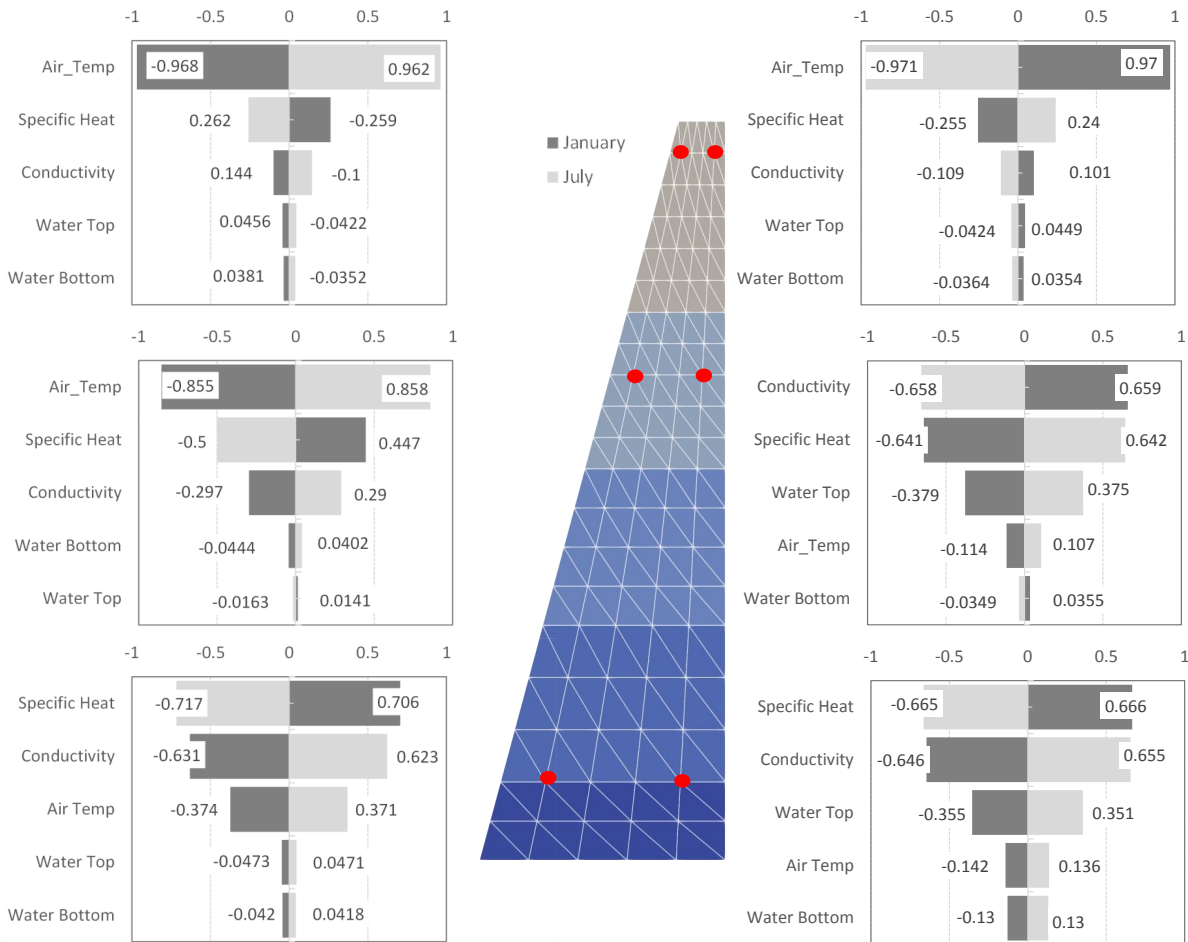 -1 -0.5 0 0.5 1
Air_Temp -0.968 0.962
Specific Heat 0.262 -0.259
Conductivity 0.144 -0.1
Water Top 0.0456 -0.0422
Water Bottom 0.0381 -0.0352
-1 -0.5 0 0.5 1
Air_Temp -0.855 0.858
Specific Heat -0.5 0.447
Conductivity -0.297 0.29
Water Bottom -0.0444 0.0402
Water Top -0.0163 0.0141
-1 -0.5 0 0.5 1
Specific Heat -0.717 0.706
Conductivity -0.631 0.623
Air Temp -0.374 0.371
Water Top -0.0473 0.0471
Water Bottom -0.042 0.0418
January
July
-1 -0.5 0 0.5 1
Air_Temp -0.971 0.97
Specific Heat -0.255 0.24
Conductivity -0.109 0.101
Water Top -0.0424 0.0449
Water Bottom -0.0364 0.0354
-1 -0.5 0 0.5 1
Conductivity -0.658 0.659
Specific Heat -0.641 0.642
Water Top -0.379 0.375
Air_Temp -0.114 0.107
Water Bottom -0.0349 0.0355
-1 -0.5 0 0.5 1
Specific Heat -0.665 0.666
Conductivity -0.646 0.655
Water Top -0.355 0.351
Air Temp -0.142 0.136
Water Bottom -0.13 0.13